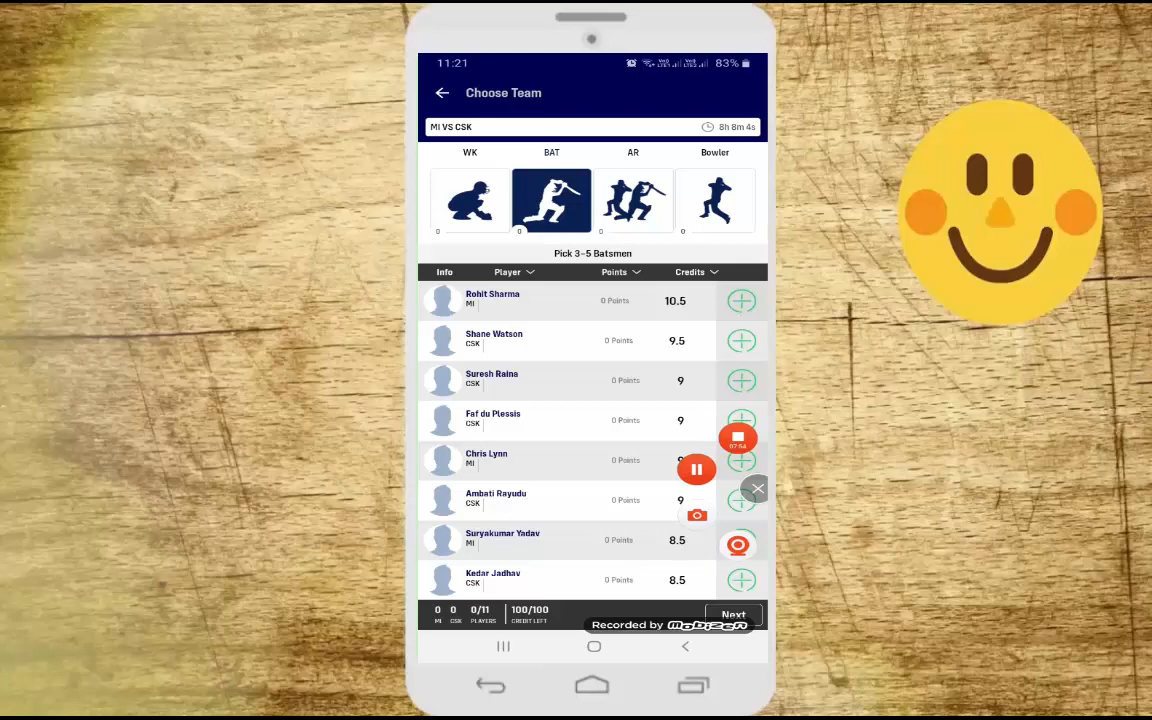 11:21 83%
Choose Team
MI VS CSK 8h 8m 4s
WK BAT AR Bowler
0 0 0 0
Pick 3-5 Batsmen
Info Player Points Credits
Rohit Sharma
MI 0 Points 10.5
Shane Watson
CSK 0 Points 9.5
Suresh Raina
CSK 0 Points 9
Faf du Plessis
CSK 0 Points 9
Chris Lynn
MI 0 Points
Ambati Rayudu
CSK 0 Points 9
Suryakumar Yadav
MI 0 Points 8.5
Kedar Jadhav
CSK 0 Points 8.5
07:54
0 0 0/11 100/100 Next
MI CSK PLAYERS CREDIT LEFT
Recorded by mobizen